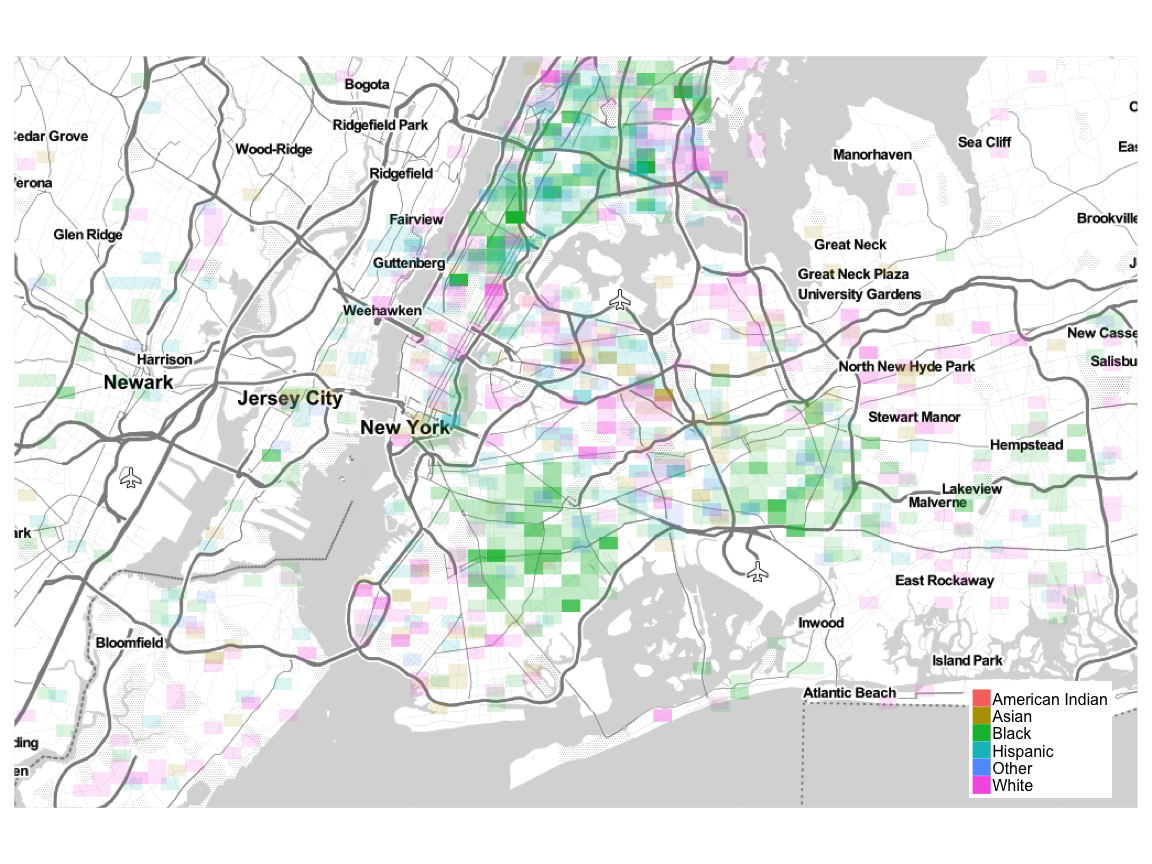 Bogota
Ridgefield Park
Wood-Ridge
Ridgefield
Cedar Grove
Verona
Glen Ridge
Fairview
Guttenberg
Weehawken
Harrison
Newark
Jersey City
New York
Manorhaven
Sea Cliff
Eas
Brookville
Great Neck
Great Neck Plaza
University Gardens
New Casse
Salisbu
North New Hyde Park
Stewart Manor
Hempstead
Lakeview
Malverne
ark
East Rockaway
Inwood
Bloomfield
Island Park
Atlantic Beach
ding
en
American Indian
Asian
Black
Hispanic
Other
White